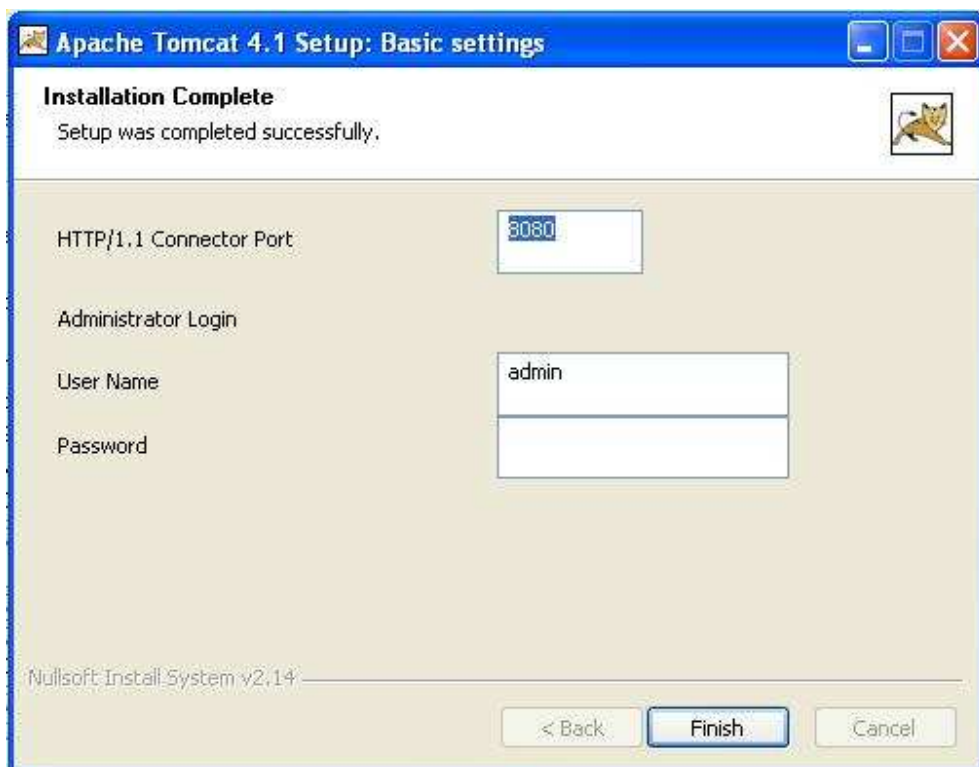 Apache Tomcat 4.1 Setup: Basic settings
Installation Complete
Setup was completed successfully.
HTTP/1.1 Connector Port
8080
Administrator Login
User Name
admin
Password
Nullsoft Install System v2.14
< Back
Finish
Cancel